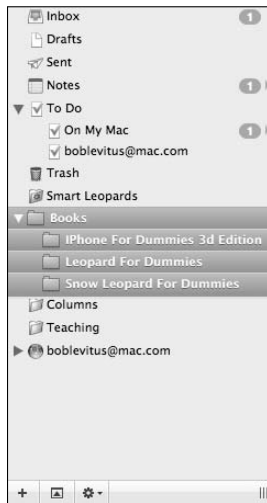 Inbox 1
Drafts
Sent
Notes 1
To Do
On My Mac 1
boblevitus@mac.com
Trash
Smart Leopards
Books
IPhone For Dummies 3d Edition
Leopard For Dummies
Snow Leopard For Dummies
Columns
Teaching
boblevitus@mac.com